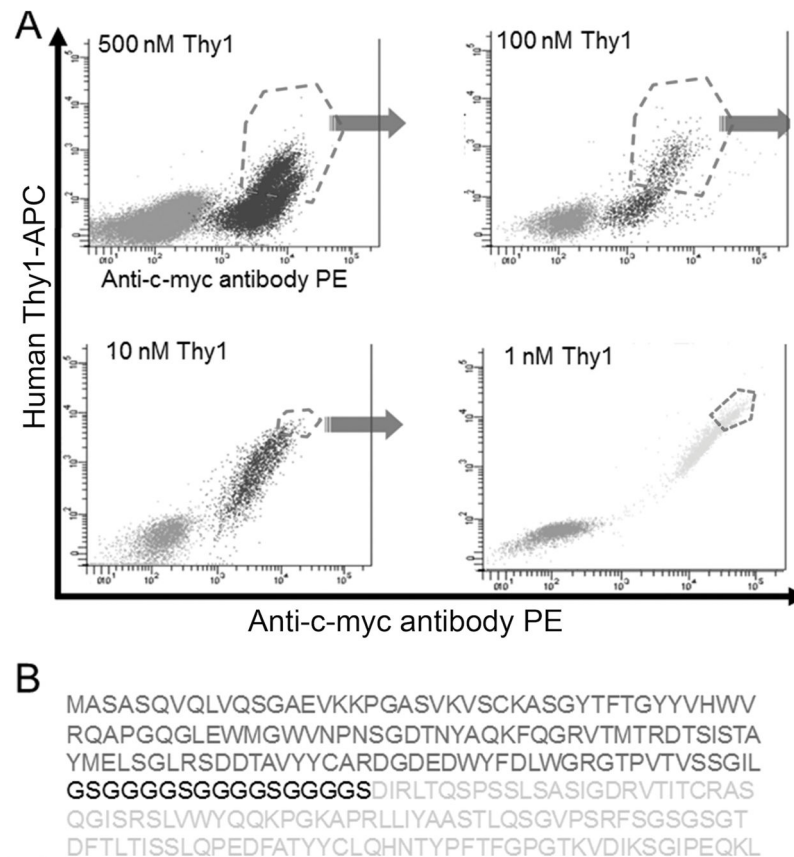 A
500 nM Thy1
100 nM Thy1
Anti-c-myc antibody PE
10 nM Thy1
1 nM Thy1
Human Thy1-APC
Anti-c-myc antibody PE
B
MASASQVQLVQSGAEVKKPGASVKVSCKASGYTFTGYYVHWV
RQAPGQGLEWMGWVNPNSGDTNYAQKFQGRVTMTRDTSISTA
YMELSGLRSDDTAVYYCARDGDEDWYFDLWGRGTPVTVSSGIL
GSGGGGSGGGGSGGGGSDIRLTQSPSSLSASIGDRVTITCRAS
QGISRSLVWYQQKPGKAPRLLIYAASTLQSGVPSRFSGSGSGT
DFTLTISSLQPEDFATYYCLQHNTYPFTFGPGTKVDIKSGIPEQKL